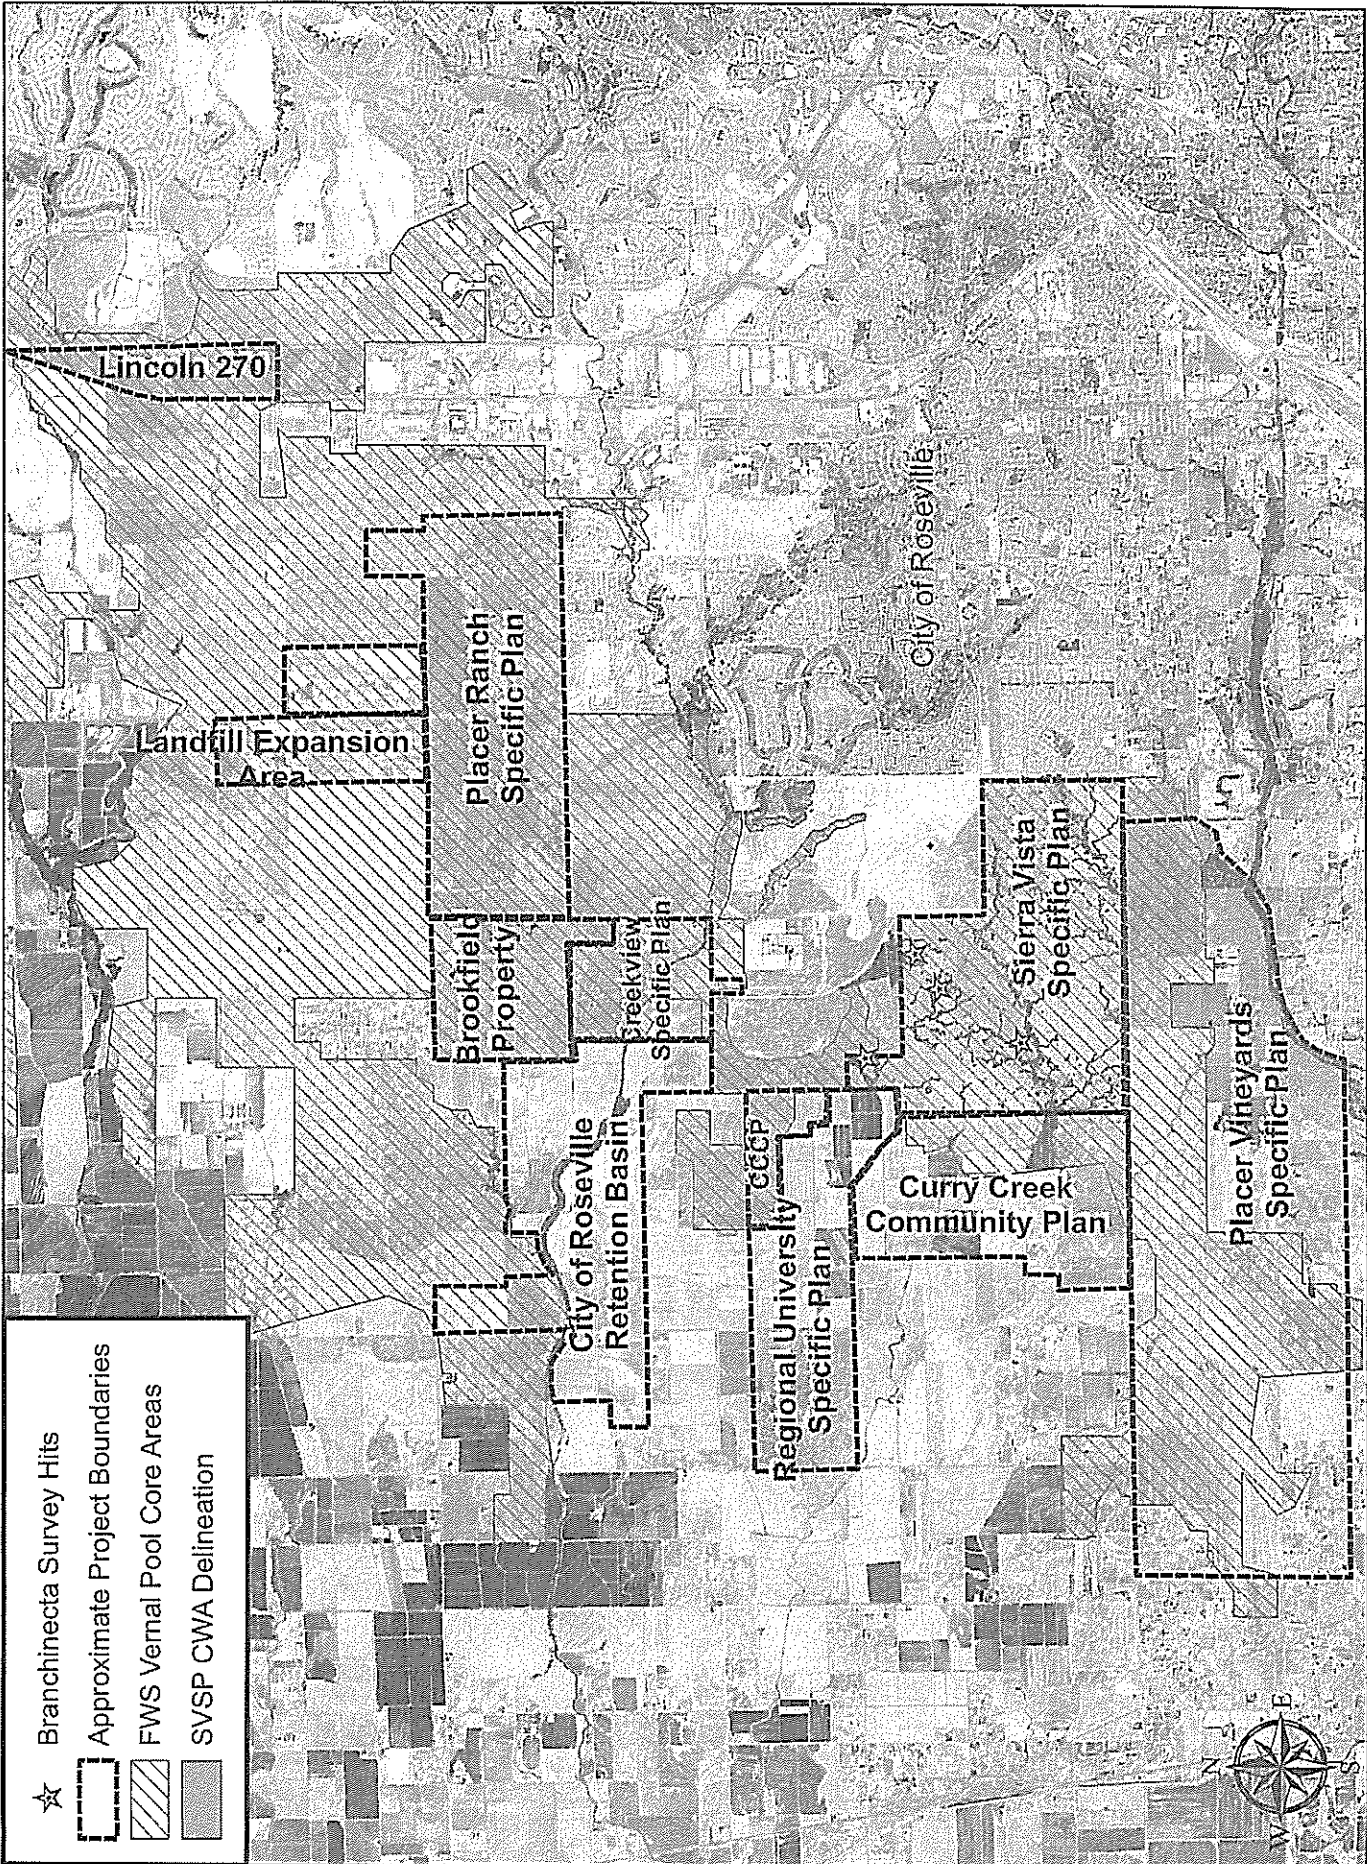 Branchinecta Survey Hits
Approximate Project Boundaries
FWS Vernal Pool Core Areas
SVSP CWA Delineation
Lincoln 270
Landfill Expansion
Area
Placer Ranch
Specific Plan
Brookfield
Property
Creekview
Specific Plan
City of Roseville
Retention Basin
City of Roseville
CCCP
Regional University
Specific Plan
Curry Creek
Community Plan
Sierra Vista
Specific Plan
Placer Vineyards
Specific Plan
N
W
E
S